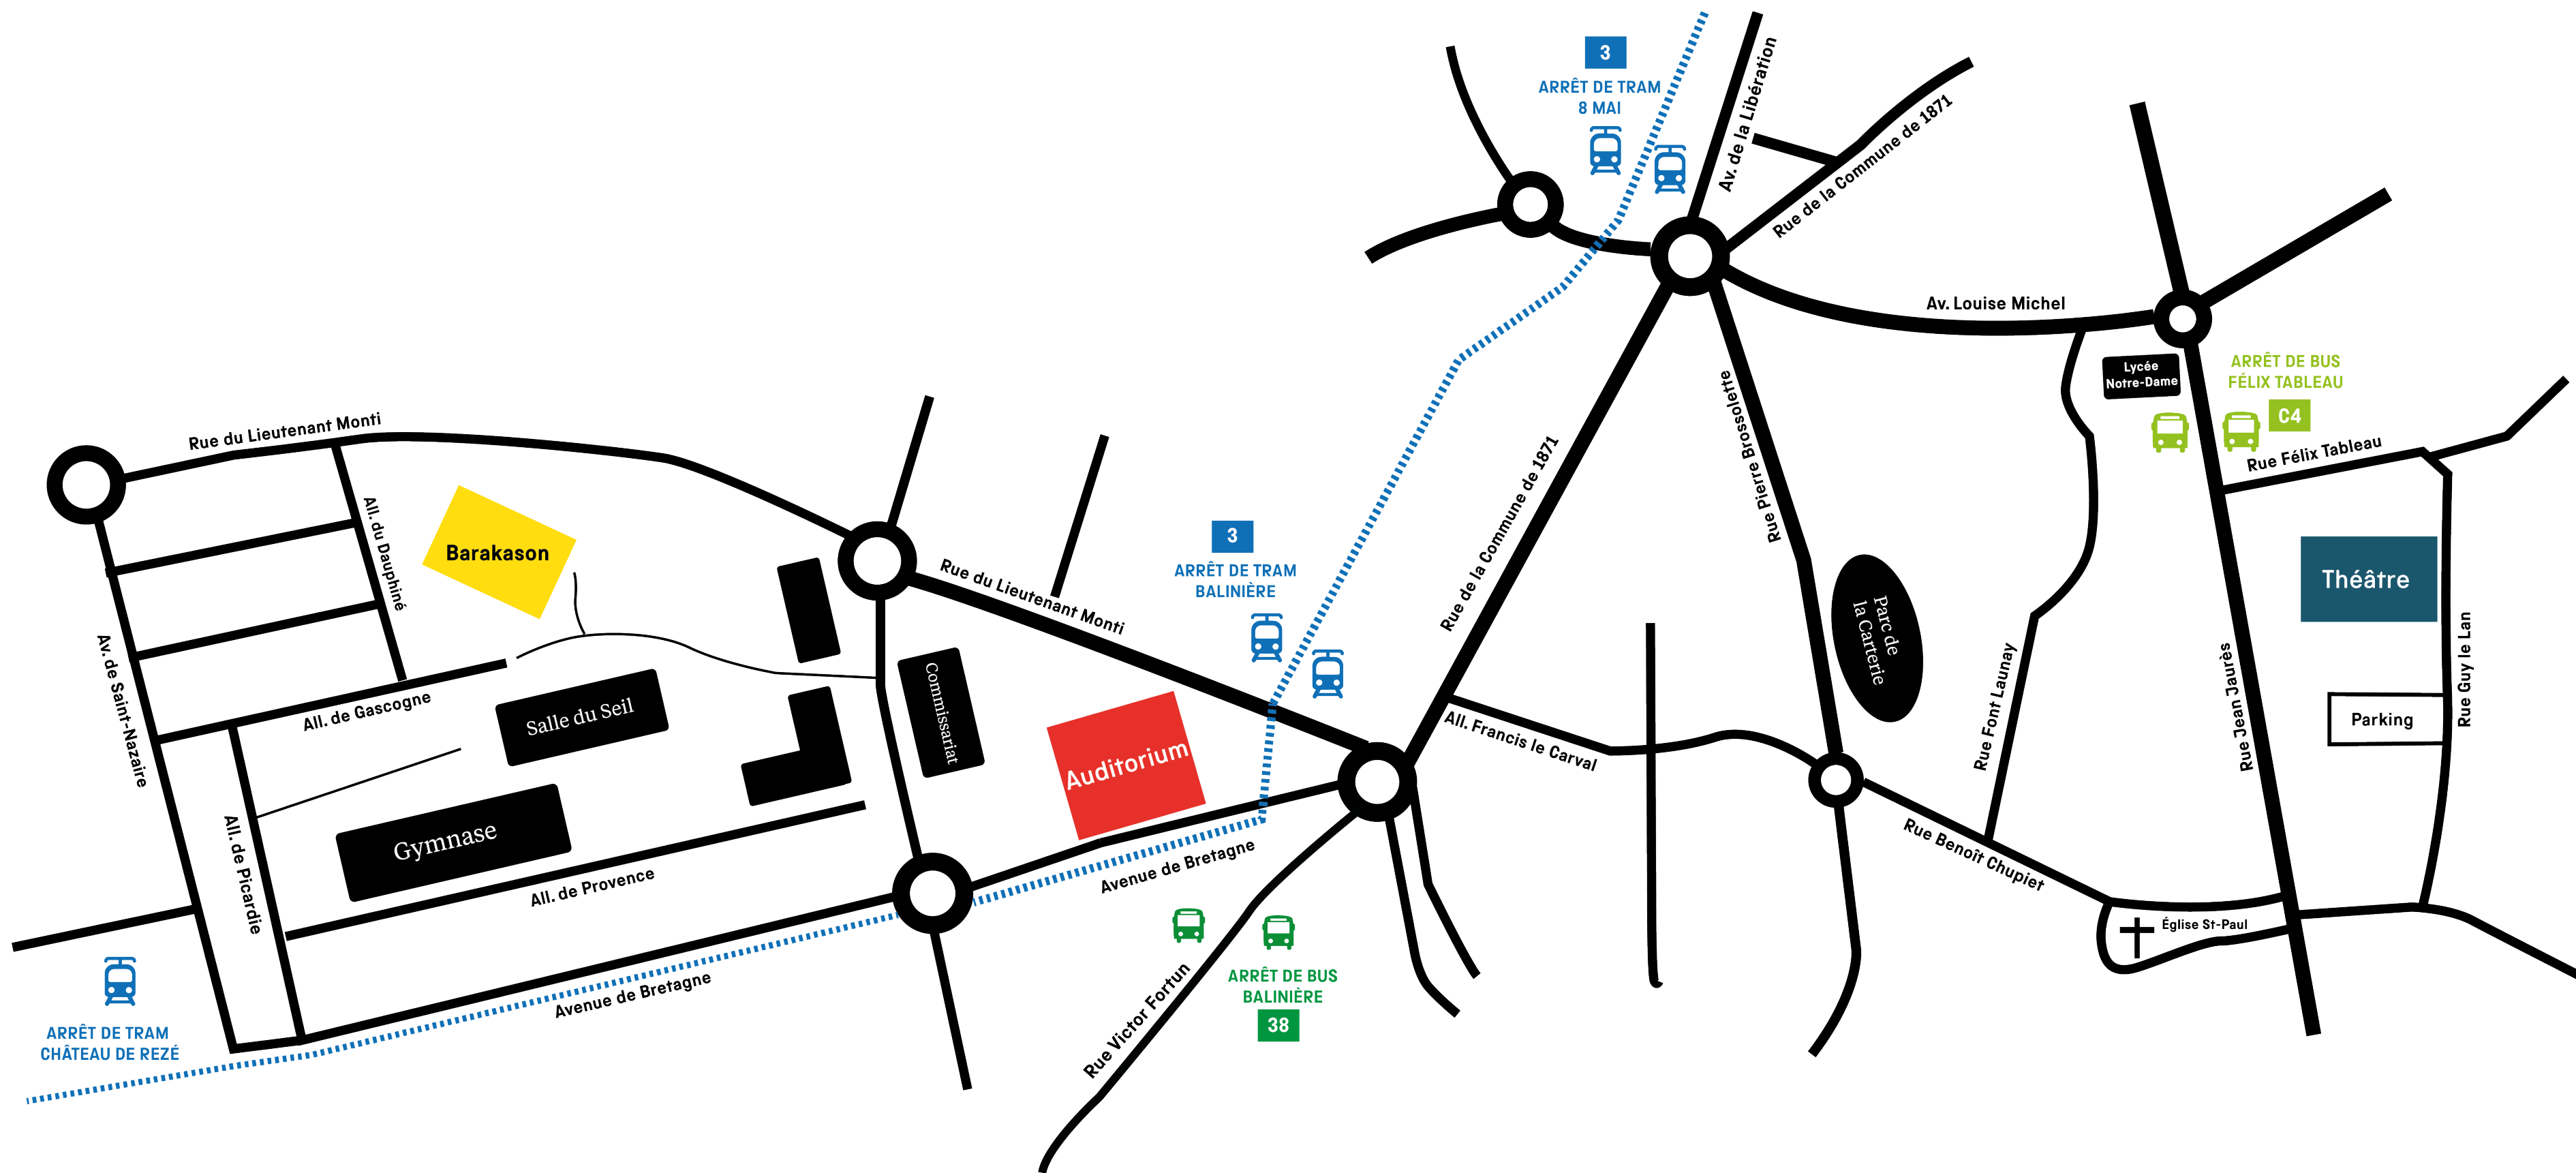 3
ARRÊT DE TRAM
8 MAI
Av. de la Libération
Rue de la Commune de 1871
Av. Louise Michel
Lycée
Notre-Dame
ARRÊT DE BUS
FÉLIX TABLEAU
C4
Rue Félix Tableau
Rue du Lieutenant Monti
All. du Dauphiné
Barakason
Av. de Saint-Nazaire
All. de Gascogne
Salle du Seil
Gymnase
All. de Picardie
All. de Provence
Commissariat
Rue du Lieutenant Monti
3
ARRÊT DE TRAM
BALINIÈRE
Auditorium
Rue de la Commune de 1871
Rue Pierre Brossolette
Parc de
la Carterie
All. Francis le Carval
Rue Font Launay
Rue Jean Jaurès
Théâtre
Parking
Rue Guy le Lan
Rue Benoît Chupiet
Église St-Paul
Avenue de Bretagne
Avenue de Bretagne
Rue Victor Fortun
ARRÊT DE BUS
BALINIÈRE
38
ARRÊT DE TRAM
CHÂTEAU DE REZÉ